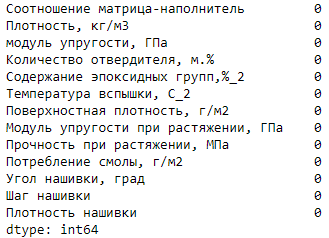 Соотношение матрица-наполнитель 0
Плотность, кг/м3 0
модуль упругости, ГПа 0
Количество отвердителя, м.% 0
Содержание эпоксидных групп,%_2 0
Температура вспышки, С_2 0
Поверхностная плотность, г/м2 0
Модуль упругости при растяжении, ГПа 0
Прочность при растяжении, МПа 0
Потребление смолы, г/м2 0
Угол нашивки, град 0
Шаг нашивки 0
Плотность нашивки 0
dtype: int64